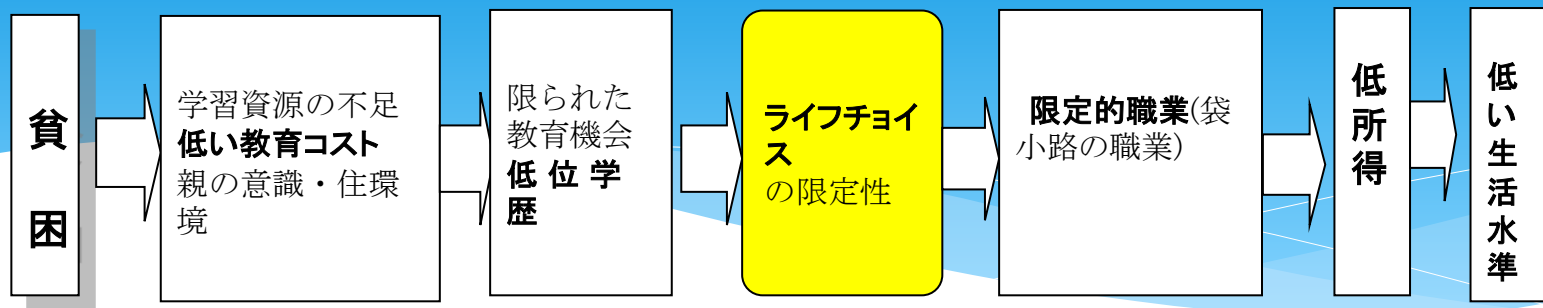 貧困
学習資源の不足
低い教育コスト
親の意識・住環
境
限られた
教育機会
低 位 学
歴
ライフチョイ
ス
の限定性
限定的職業(袋
小路の職業)
低所得
低い生活水準